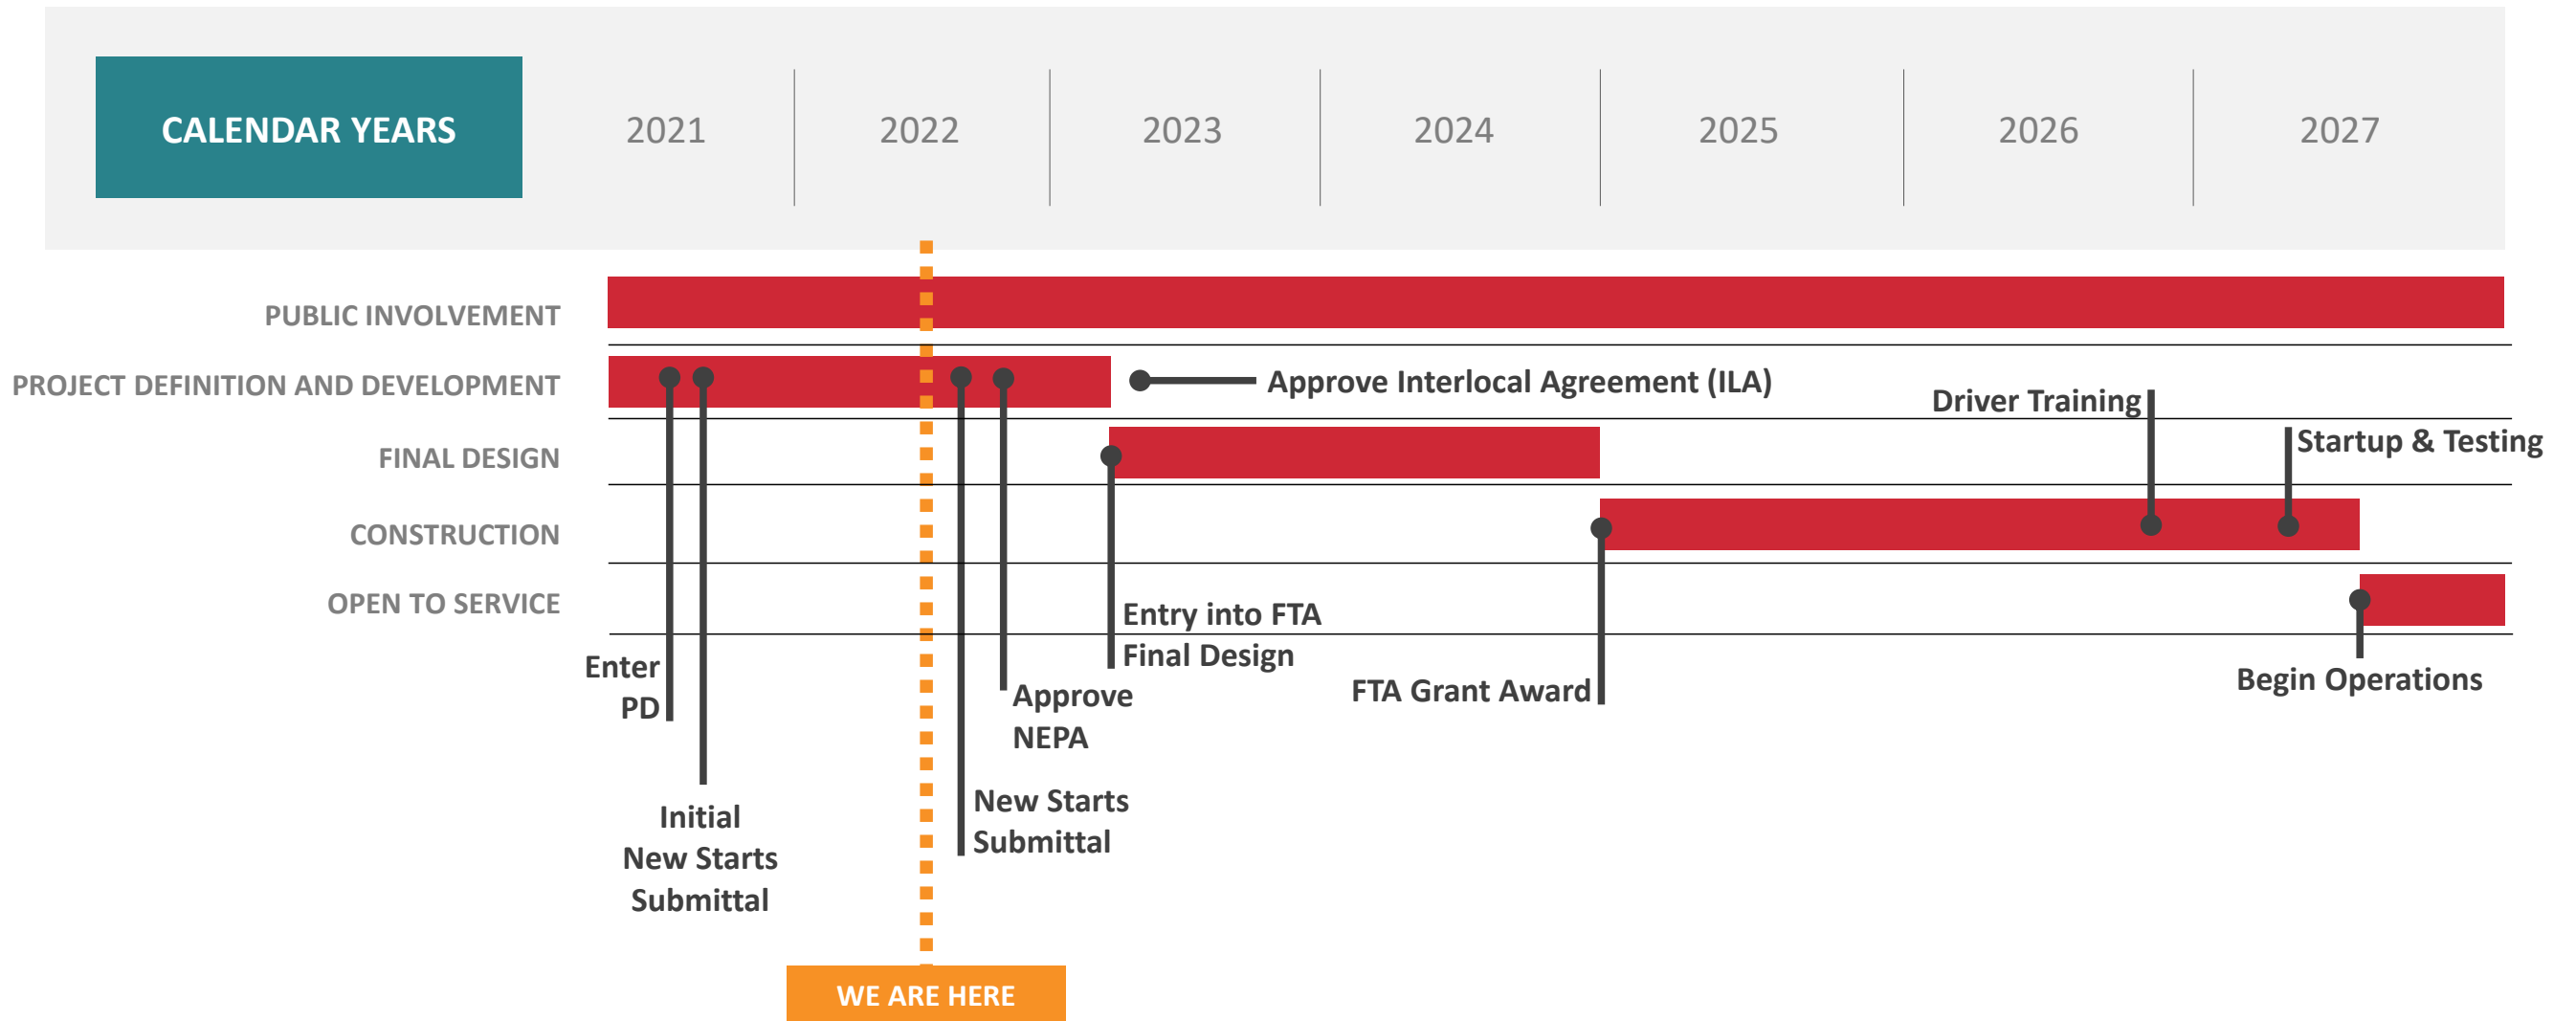 CALENDAR YEARS
2021
2022
2023
2024
2025
2026
2027
PUBLIC INVOLVEMENT
PROJECT DEFINITION AND DEVELOPMENT
Approve Interlocal Agreement (ILA)
Driver Training
FINAL DESIGN
Startup & Testing
CONSTRUCTION
OPEN TO SERVICE
Enter
PD
Initial
New Starts
Submittal
New Starts
Submittal
Approve
NEPA
Entry into FTA
Final Design
FTA Grant Award
Begin Operations
WE ARE HERE